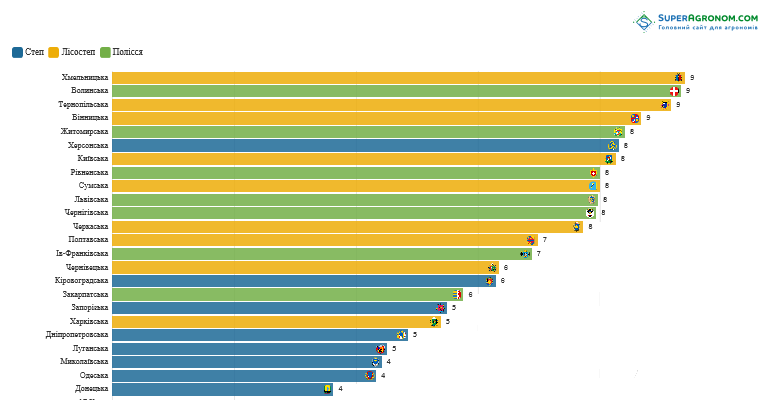 SUPERAGRONOM.COM
Головний сайт для агрономів
Степ Лісостеп Полісся
Хмельницька 9
Волинська 9
Тернопільська 9
Вінницька 9
Житомирська 8
Херсонська 8
Київська 8
Рівненська 8
Сумська 8
Львівська 8
Чернігівська 8
Черкаська 8
Полтавська 7
Ів-Франківська 7
Чернівецька 6
Кіровоградська 6
Закарпатська 6
Запорізька 5
Харківська 5
Дніпропетровська 5
Луганська 5
Миколаївська 4
Одеська 4
Донецька 4